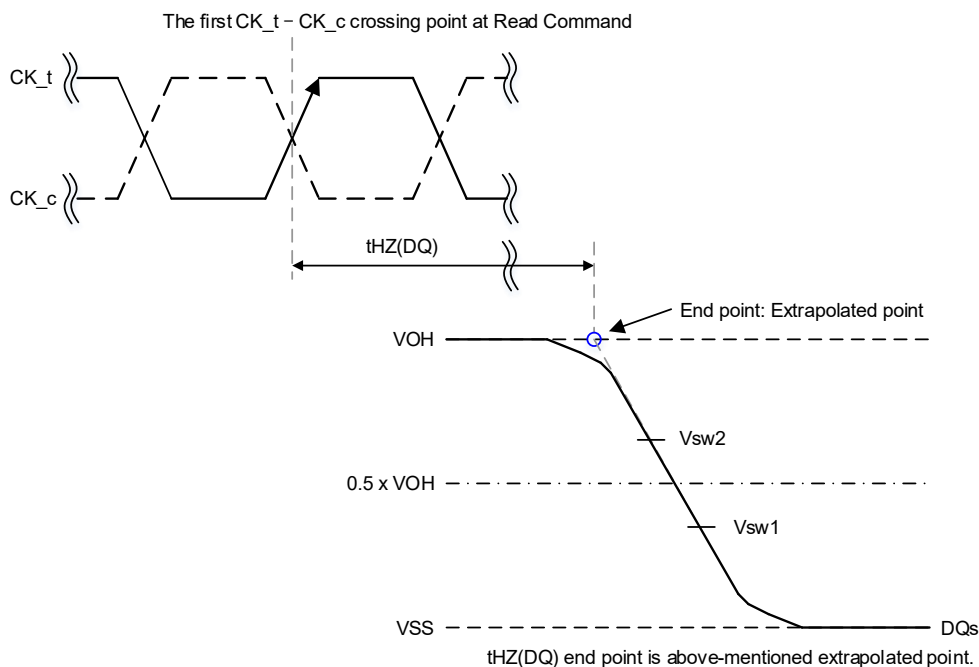 The first CK_t – CK_c crossing point at Read Command
CK_t
CK_c
tHZ(DQ)
End point: Extrapolated point
VOH
Vsw2
0.5 x VOH
Vsw1
VSS
DQs
tHZ(DQ) end point is above-mentioned extrapolated point.